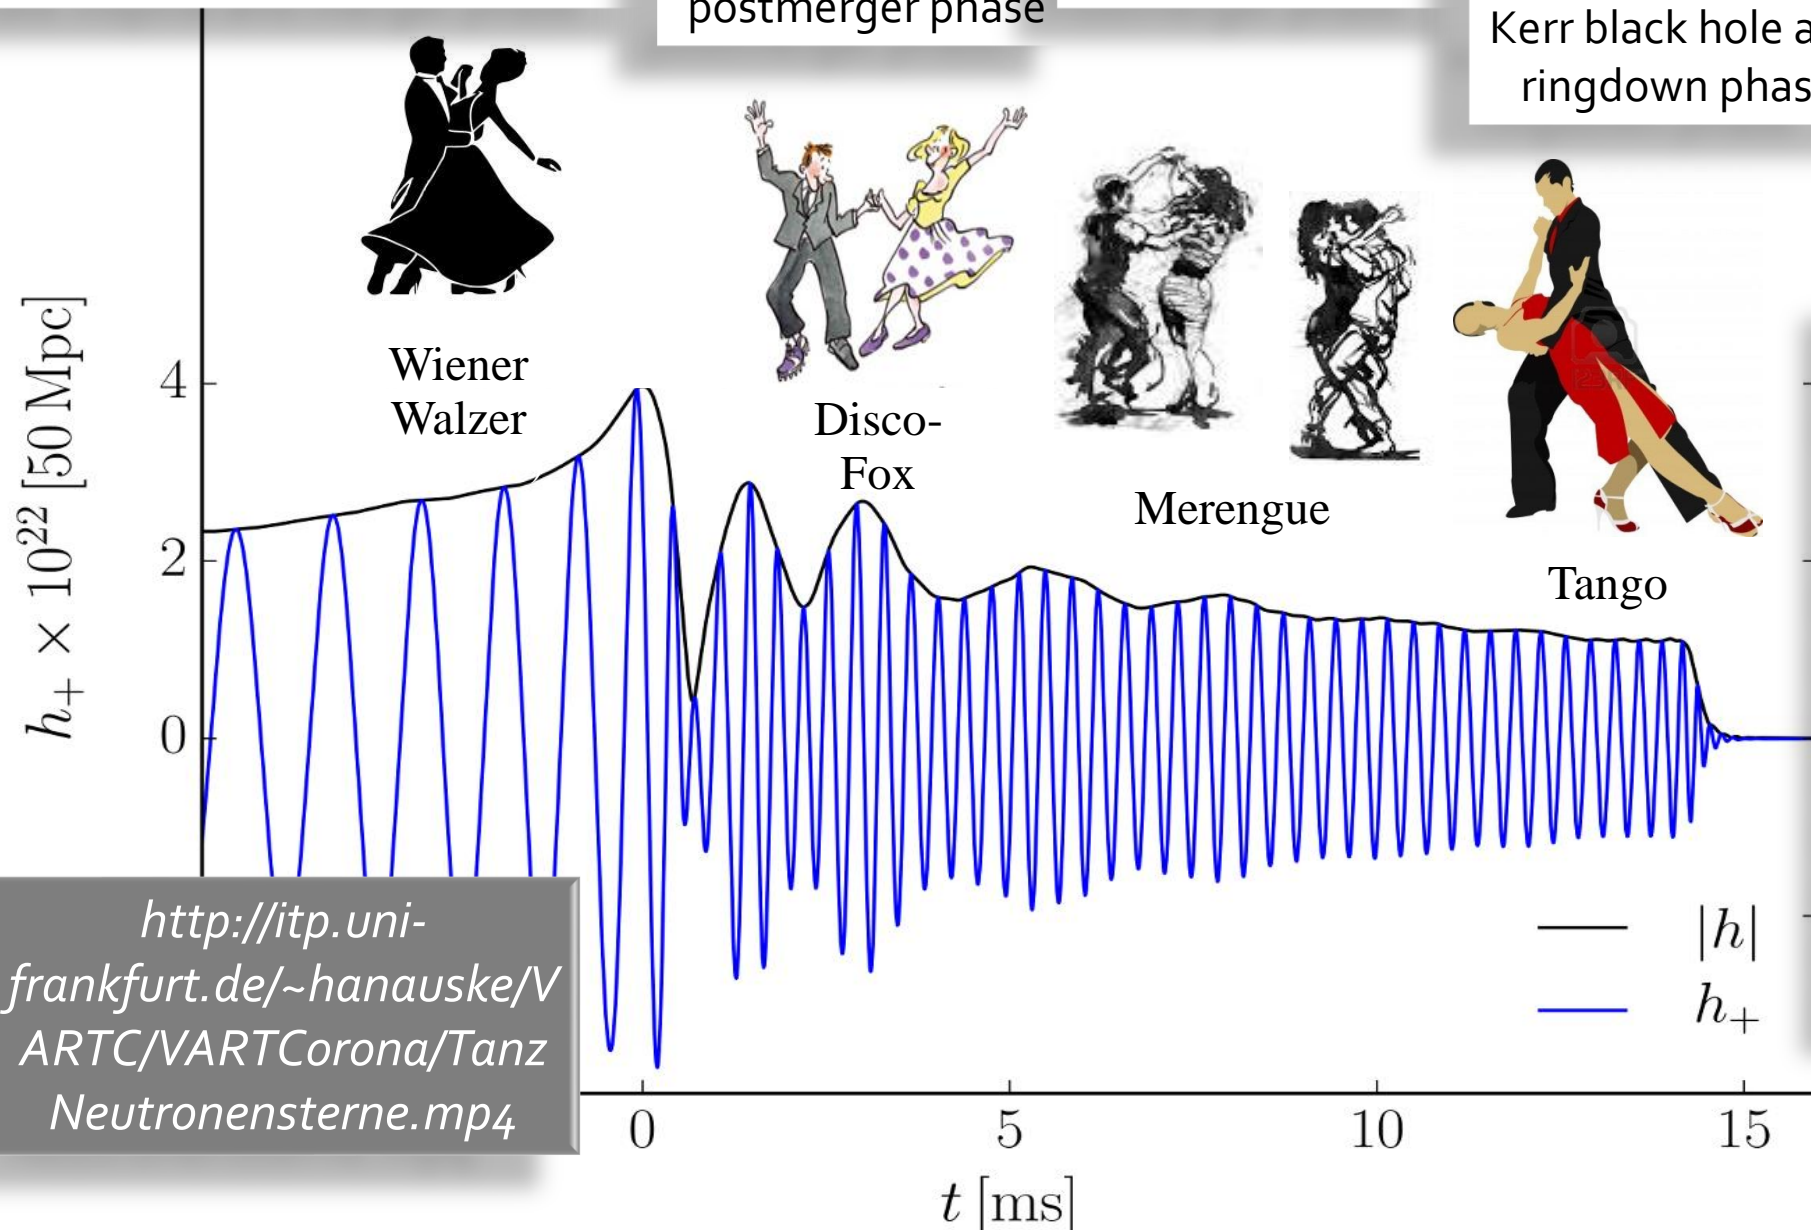 postmerger phase
Kerr black hole a
ringdown phas
Wiener
Walzer
Disco-
Fox
Merengue
Tango
h₊ × 10²² [50 Mpc]
4
2
0
|h|
h₊
http://itp.uni-
frankfurt.de/~hanauske/V
ARTC/VARTCorona/Tanz
Neutronensterne.mp4
0
5
10
15
t [ms]